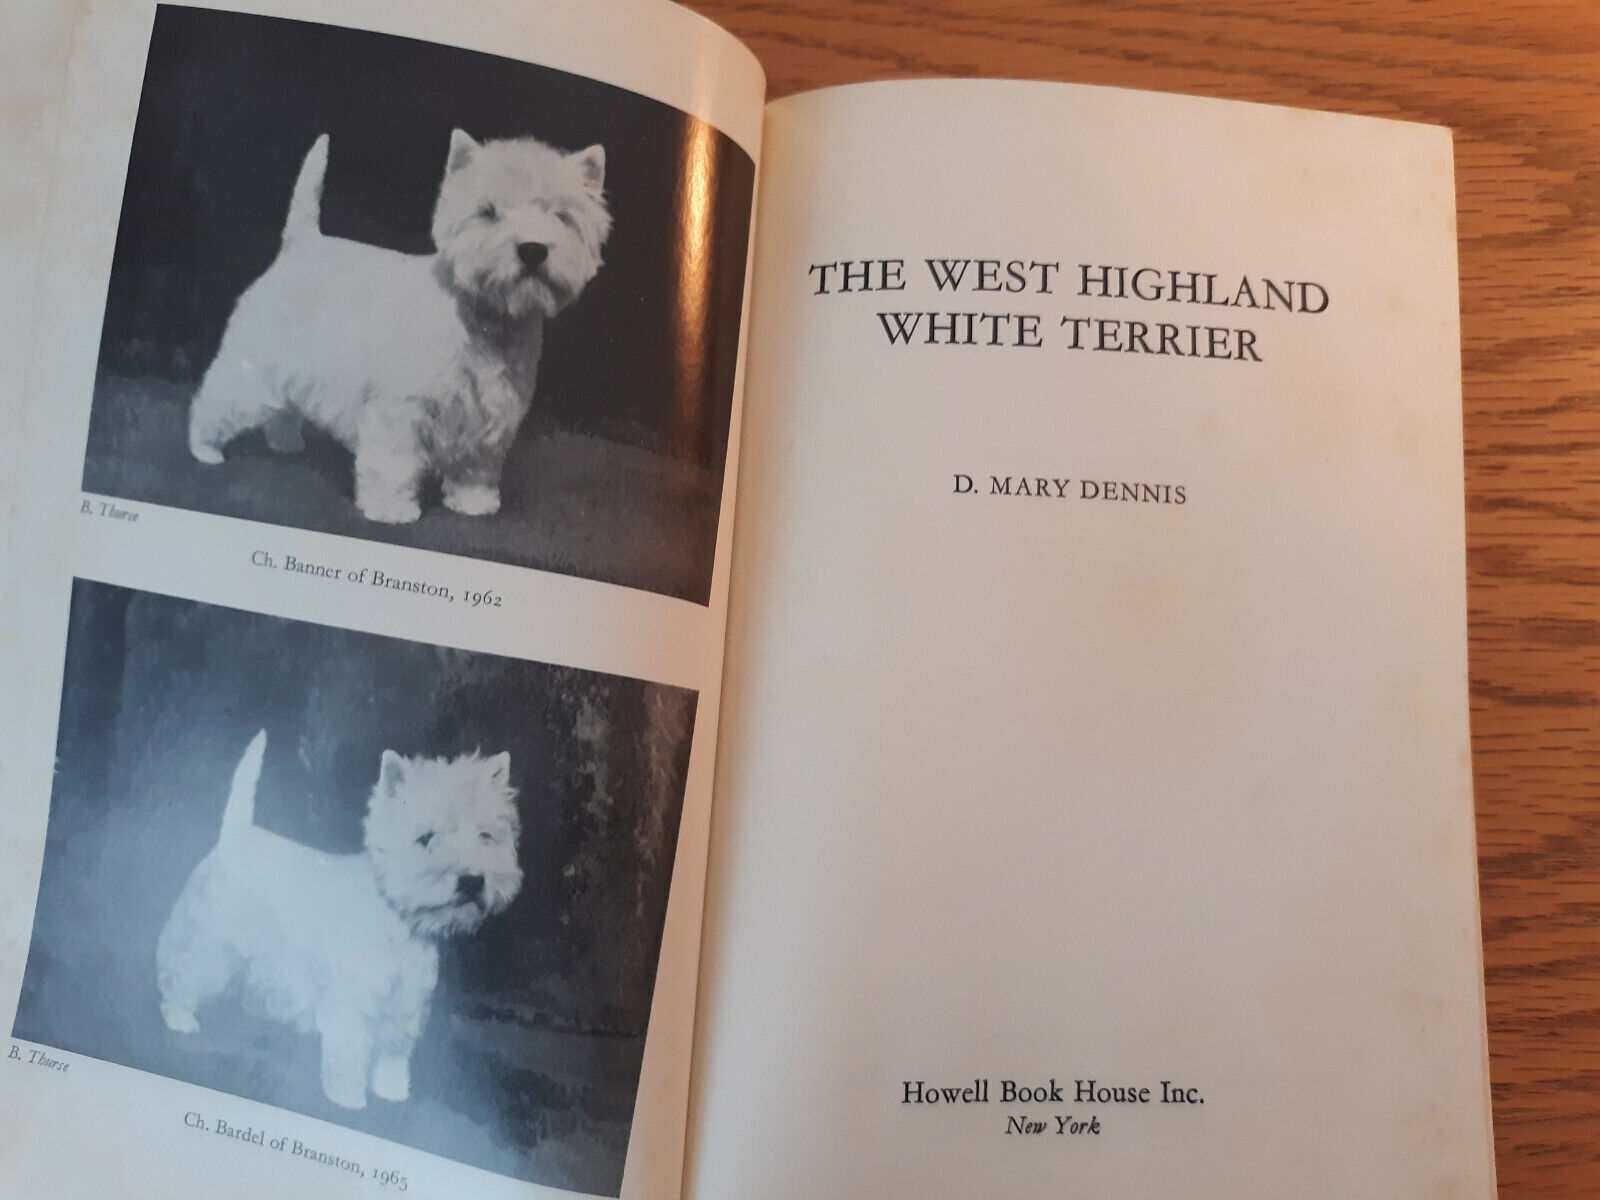 B. Thurse
Ch. Banner of Branston, 1962
B. Thurse
Ch. Bardel of Branston, 1965
THE WEST HIGHLAND
WHITE TERRIER
D. MARY DENNIS
Howell Book House Inc.
New York